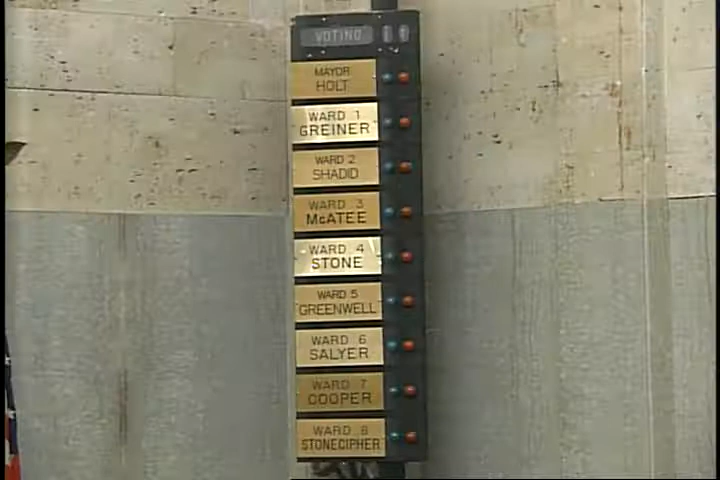 VOTING
MAYOR
HOLT
WARD 1
GREINER
WARD 2
SHADID
WARD 3
McATEE
WARD 4
STONE
WARD 5
GREENWELL
WARD 6
SALYER
WARD 7
COOPER
WARD 8
STONECIPHER